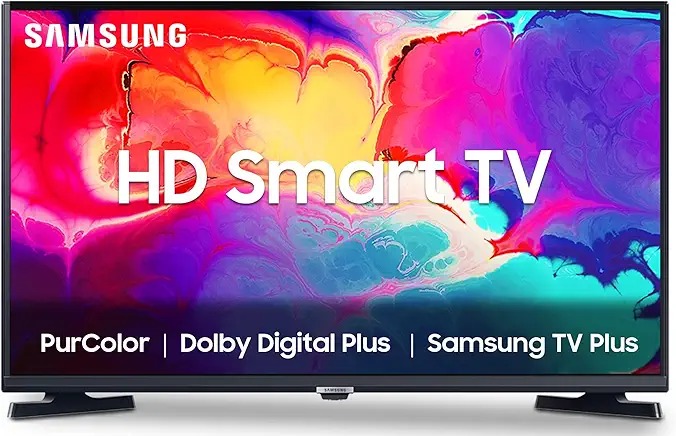 SAMSUNG
HD Smart TV
PurColor | Dolby Digital Plus | Samsung TV Plus
SAMSUNG